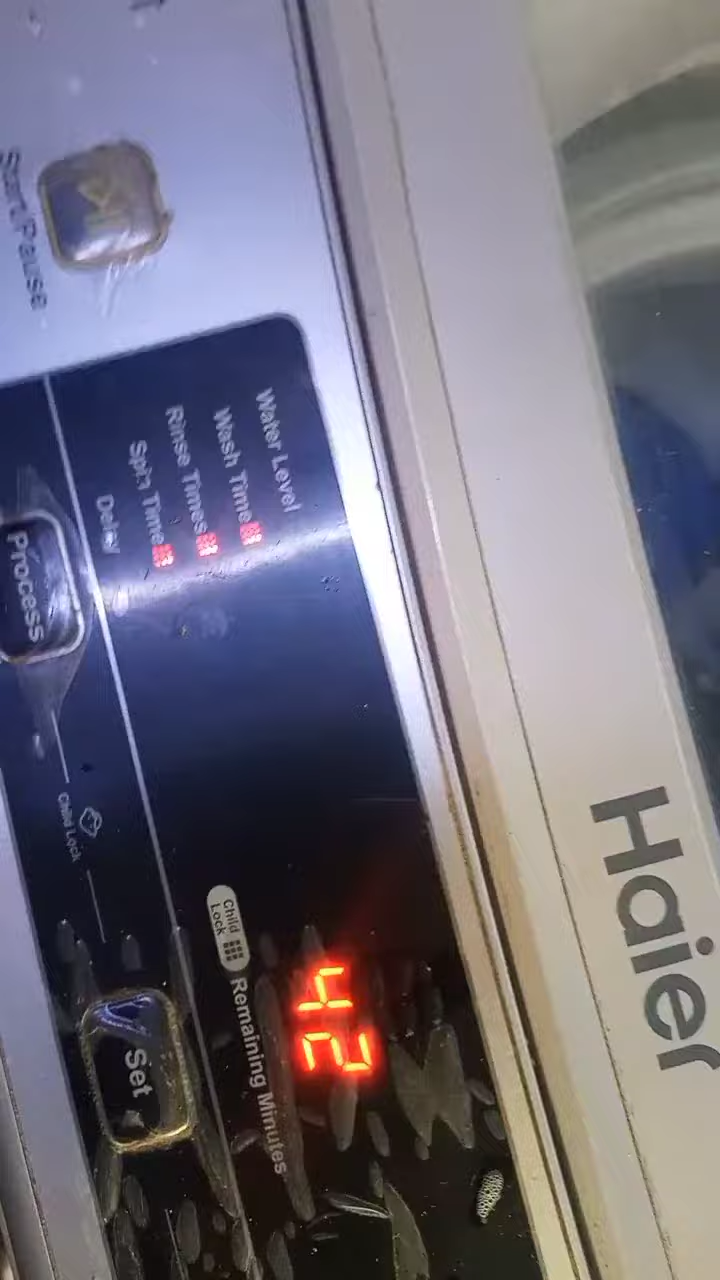 Haier
Water Level
Wash Time
Rinse Times
Spin Time
Delay
42
Child
Lock
Remaining Minutes
Start/Pause
Process
Child Lock
Set